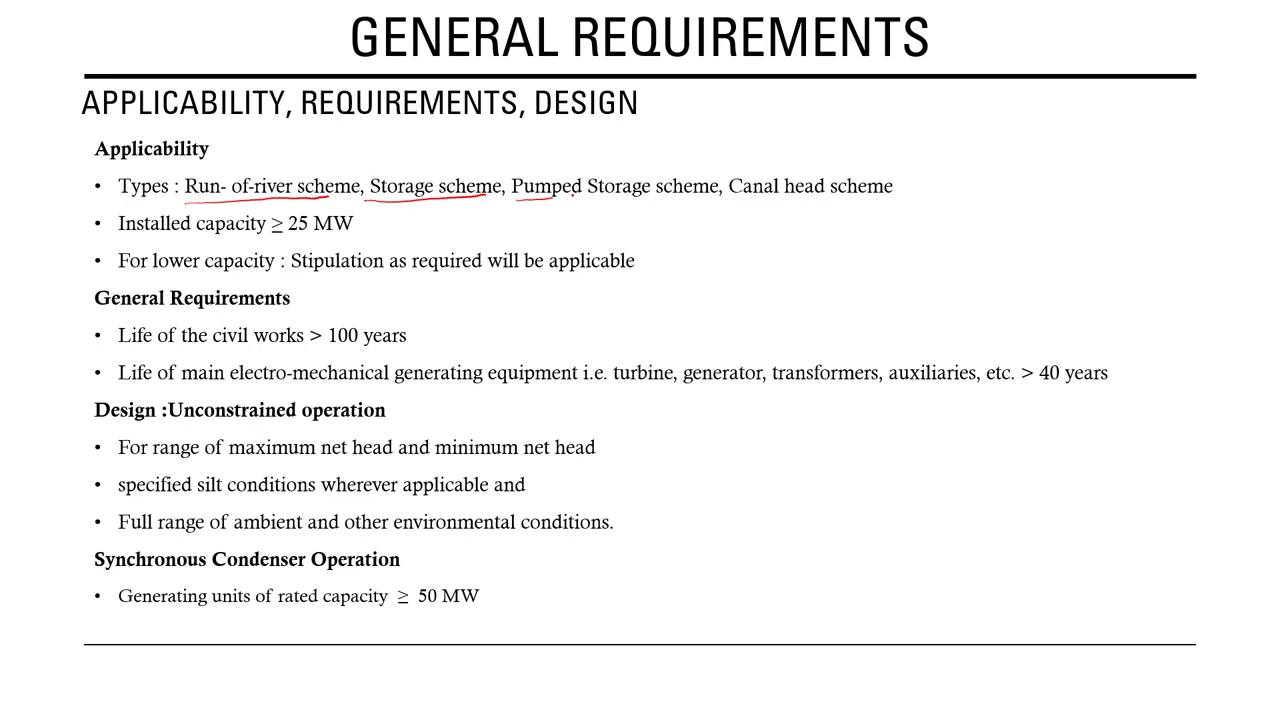 GENERAL REQUIREMENTS
APPLICABILITY, REQUIREMENTS, DESIGN
Applicability
• Types : Run- of-river scheme, Storage scheme, Pumped Storage scheme, Canal head scheme
• Installed capacity ≥ 25 MW
• For lower capacity : Stipulation as required will be applicable
General Requirements
• Life of the civil works > 100 years
• Life of main electro-mechanical generating equipment i.e. turbine, generator, transformers, auxiliaries, etc. > 40 years
Design :Unconstrained operation
• For range of maximum net head and minimum net head
• specified silt conditions wherever applicable and
• Full range of ambient and other environmental conditions.
Synchronous Condenser Operation
• Generating units of rated capacity ≥ 50 MW